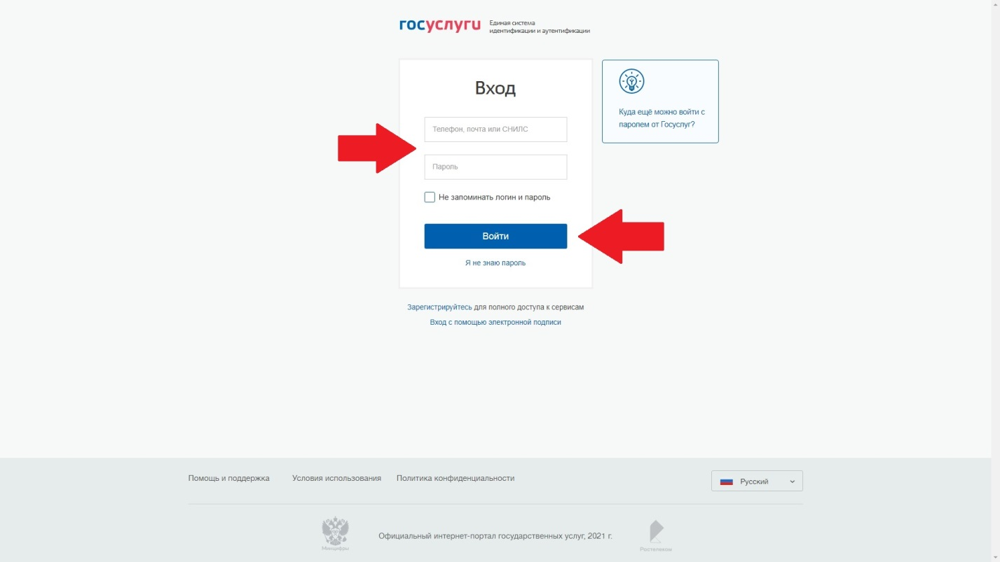 госуслуги
Единая система
идентификации и аутентификации
Вход
Телефон, почта или СНИЛС
Пароль
Не запоминать логин и пароль
Войти
Я не знаю пароль
Куда ещё можно войти с
паролем от Госуслуг?
Зарегистрируйтесь для полного доступа к сервисам
Вход с помощью электронной подписи
Помощь и поддержка
Условия использования
Политика конфиденциальности
Русский
Минцифры
Официальный интернет-портал государственных услуг, 2021 г.
Ростелеком